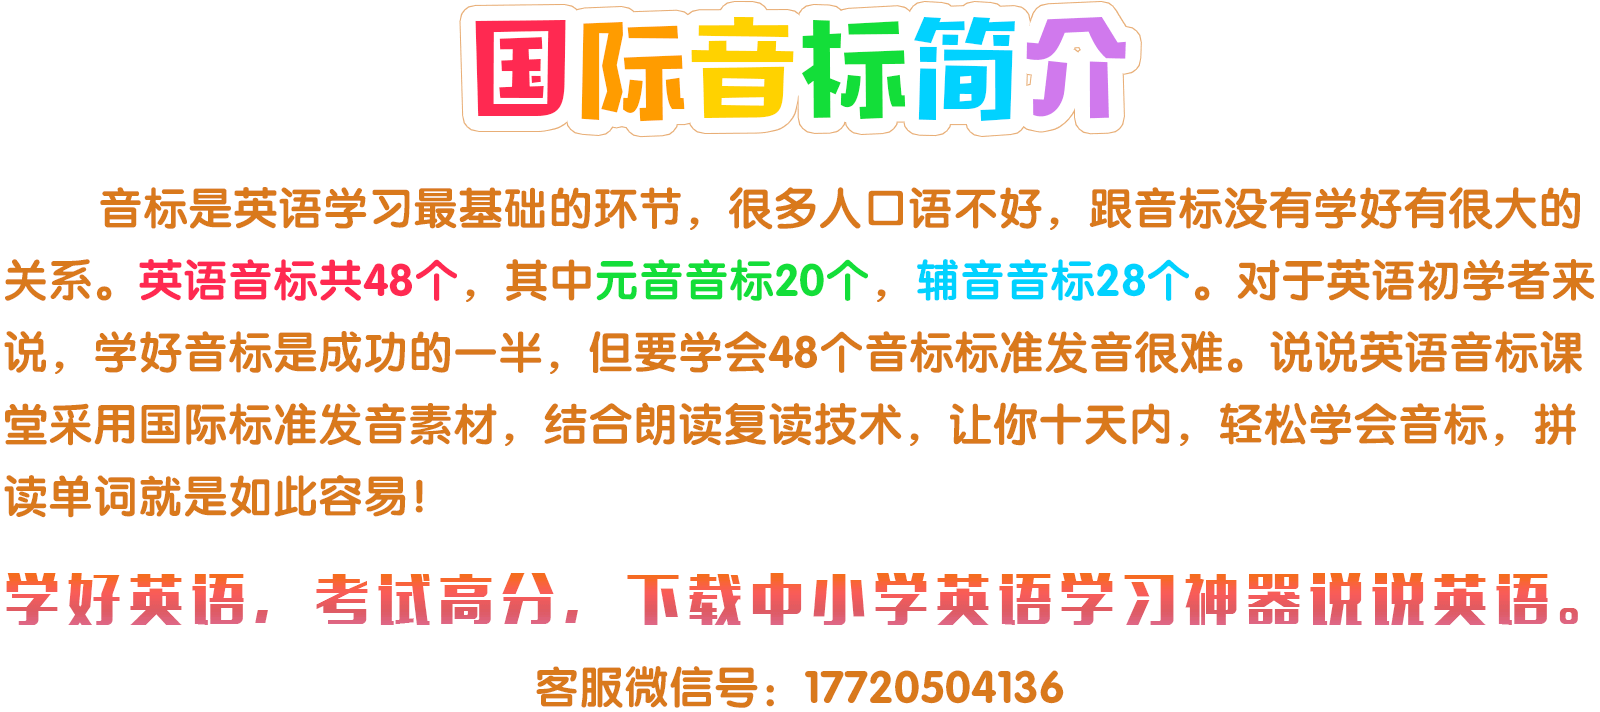 国际音标简介
音标是英语学习最基础的环节，很多人口语不好，跟音标没有学好有很大的
关系。英语音标共48个，其中元音音标20个，辅音音标28个。对于英语初学者来
说，学好音标是成功的一半，但要学会48个音标标准发音很难。说说英语音标课
堂采用国际标准发音素材，结合朗读复读技术，让你十天内，轻松学会音标，拼
读单词就是如此容易！
学好英语，考试高分，下载中小学英语学习神器说说英语。
客服微信号：17720504136